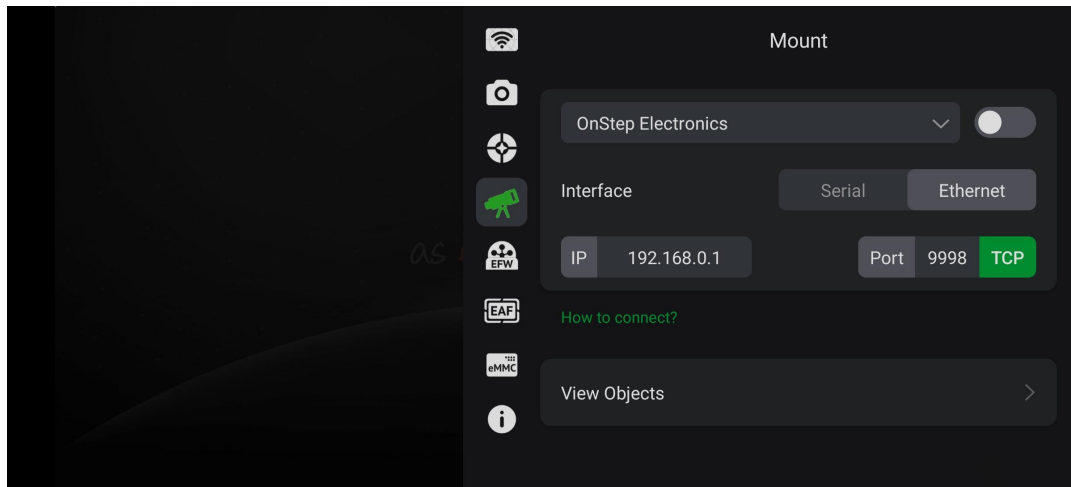 Mount
OnStep Electronics
Interface
Serial
Ethernet
IP
192.168.0.1
Port
9998
TCP
as
EFW
EAF
How to connect?
eMMC
View Objects